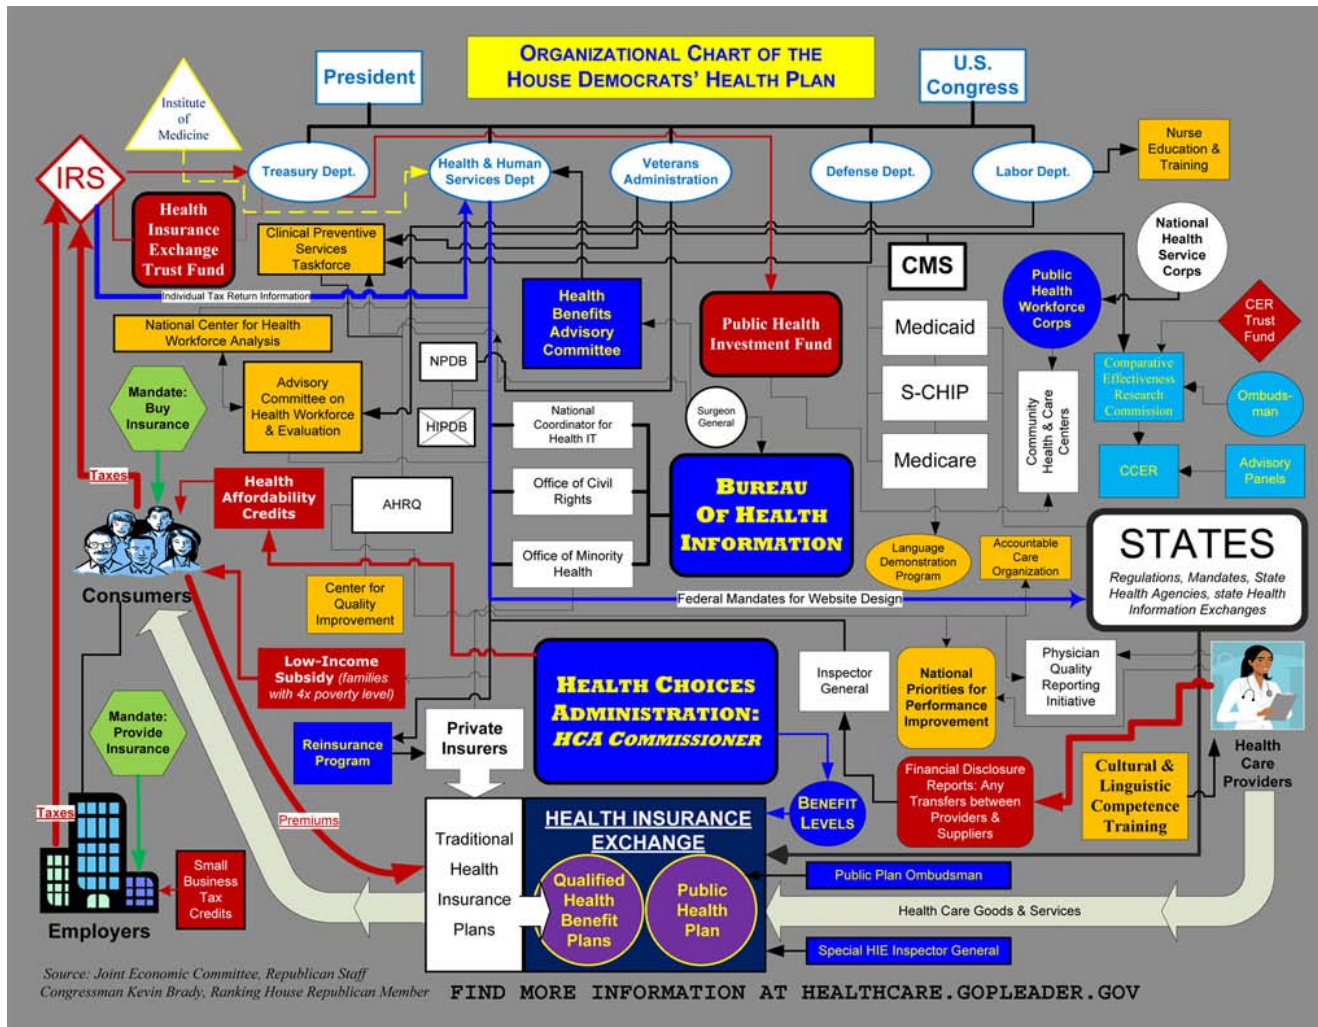 ORGANIZATIONAL CHART OF THE
HOUSE DEMOCRATS' HEALTH PLAN
President
U.S.
Congress
Institute
of
Medicine
IRS
Treasury Dept.
Health & Human
Services Dept
Veterans
Administration
Defense Dept.
Labor Dept.
Nurse
Education &
Training
Health
Insurance
Exchange
Trust Fund
Clinical Preventive
Services
Taskforce
Individual Tax Return Information
National Center for Health
Workforce Analysis
Health
Benefits
Advisory
Committee
Public Health
Investment Fund
CMS
Medicaid
S-CHIP
Medicare
Public
Health
Workforce
Corps
National
Health
Service
Corps
CER
Trust
Fund
Comparative
Effectiveness
Research
Commission
Ombuds-
man
CCER
Advisory
Panels
Community
Health & Care
Centers
Mandate:
Buy
Insurance
Advisory
Committee on
Health Workforce
& Evaluation
NPDB
HIPDB
National
Coordinator for
Health IT
Office of Civil
Rights
Office of Minority
Health
Surgeon
General
BUREAU
OF HEALTH
INFORMATION
Taxes
Health
Affordability
Credits
AHRQ
Consumers
Center for
Quality
Improvement
Language
Demonstration
Program
Accountable
Care
Organization
STATES
Regulations, Mandates, State
Health Agencies, state Health
Information Exchanges
Federal Mandates for Website Design
Low-Income
Subsidy (families
with 4x poverty level)
HEALTH CHOICES
ADMINISTRATION:
HCA COMMISSIONER
Inspector
General
National
Priorities for
Performance
Improvement
Physician
Quality
Reporting
Initiative
Health
Care
Providers
Mandate:
Provide
Insurance
Reinsurance
Program
Private
Insurers
BENEFIT
LEVELS
Financial Disclosure
Reports: Any
Transfers between
Providers &
Suppliers
Cultural &
Linguistic
Competence
Training
Taxes
Premiums
Traditional
Health
Insurance
Plans
HEALTH INSURANCE
EXCHANGE
Qualified
Health
Benefit
Plans
Public
Health
Plan
Public Plan Ombudsman
Health Care Goods & Services
Special HIE Inspector General
Small
Business
Tax
Credits
Employers
Source: Joint Economic Committee, Republican Staff
Congressman Kevin Brady, Ranking House Republican Member
FIND MORE INFORMATION AT HEALTHCARE.GOPLEADER.GOV